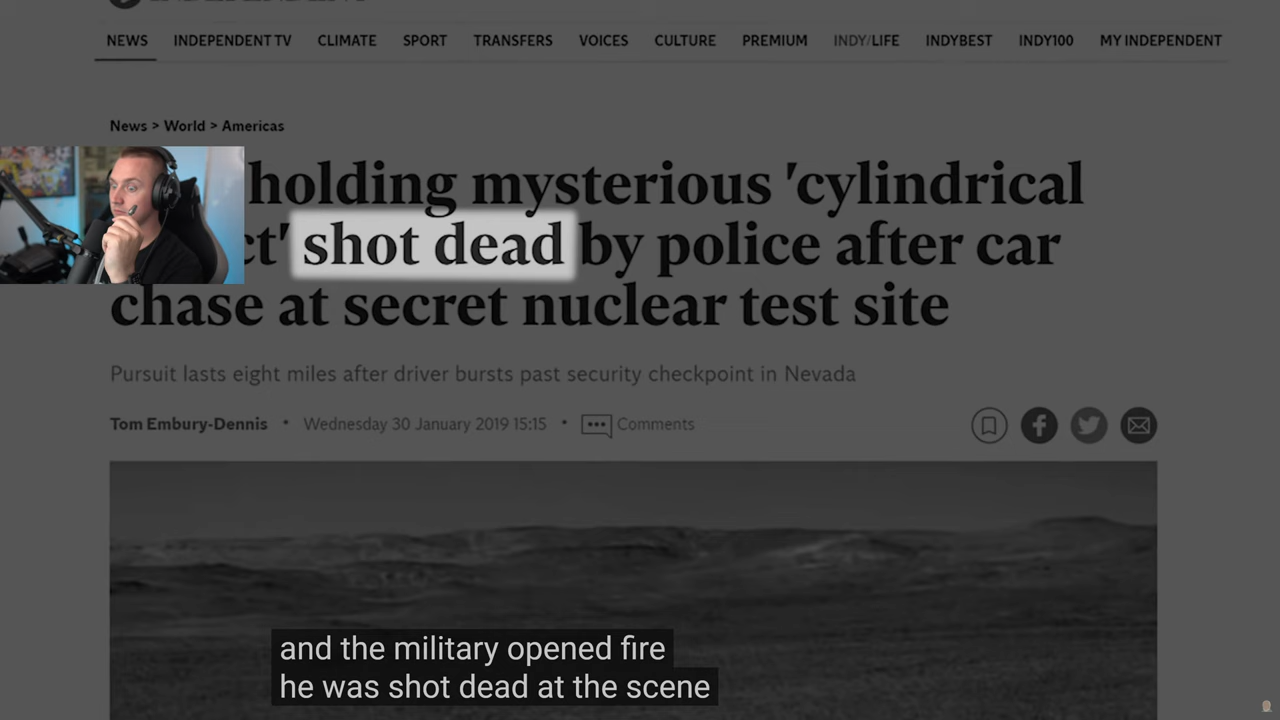 NEWS INDEPENDENT TV CLIMATE SPORT TRANSFERS VOICES CULTURE PREMIUM INDY/LIFE INDYBEST INDY100 MY INDEPENDENT
News > World > Americas
holding mysterious 'cylindrical
ct' shot dead by police after car
chase at secret nuclear test site
Pursuit lasts eight miles after driver bursts past security checkpoint in Nevada
Tom Embury-Dennis • Wednesday 30 January 2019 15:15 • Comments
and the military opened fire
he was shot dead at the scene